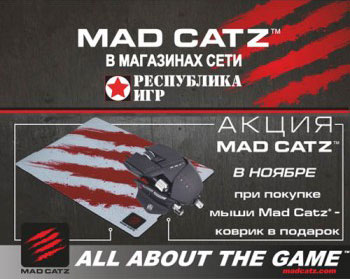 MAD CATZ™
В МАГАЗИНАХ СЕТИ
РЕСПУБЛИКА
ИГР
АКЦИЯ
MAD CATZ™
В НОЯБРЕ
при покупке
мыши Mad Catz® -
коврик в подарок
MAD CATZ
ALL ABOUT THE GAME™
madcatz.com